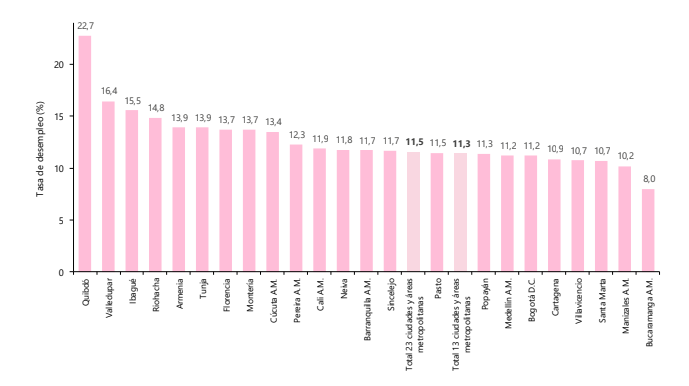 22,7
16,4
15,5
14,8
13,9
13,9
13,7
13,7
13,4
12,3
11,9
11,8
11,7
11,7
11,5
11,5
11,3
11,3
11,2
11,2
10,9
10,7
10,7
10,2
8,0
Tasa de desempleo (%)
20
15
10
5
0
Quibdó
Valledupar
Ibagué
Riohacha
Armenia
Tunja
Florencia
Montería
Cúcuta A.M.
Pereira A.M.
Cali A.M.
Neiva
Barranquilla A.M.
Sincelejo
Total 23 ciudades y áreas
metropolitanas
Pasto
Total 13 ciudades y áreas
metropolitanas
Popayán
Medellín A.M.
Bogotá D.C.
Cartagena
Villavicencio
Santa Marta
Manizales A.M.
Bucaramanga A.M.